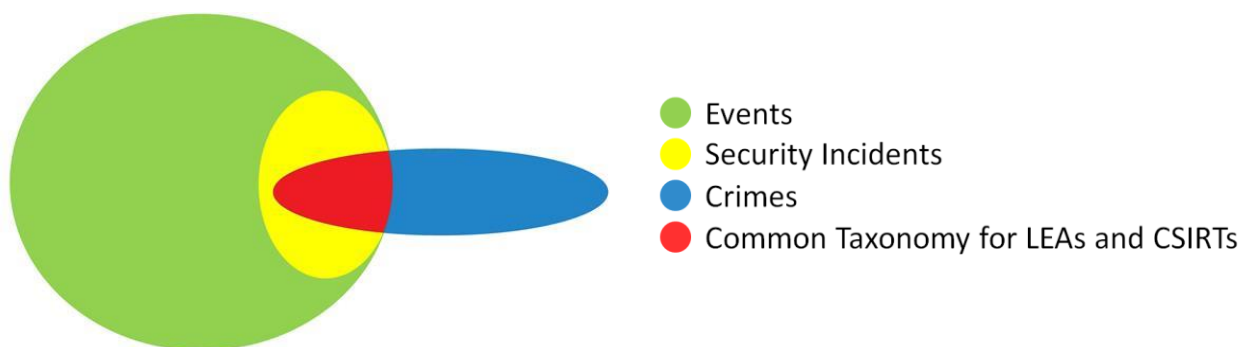 Events
Security Incidents
Crimes
Common Taxonomy for LEAs and CSIRTs